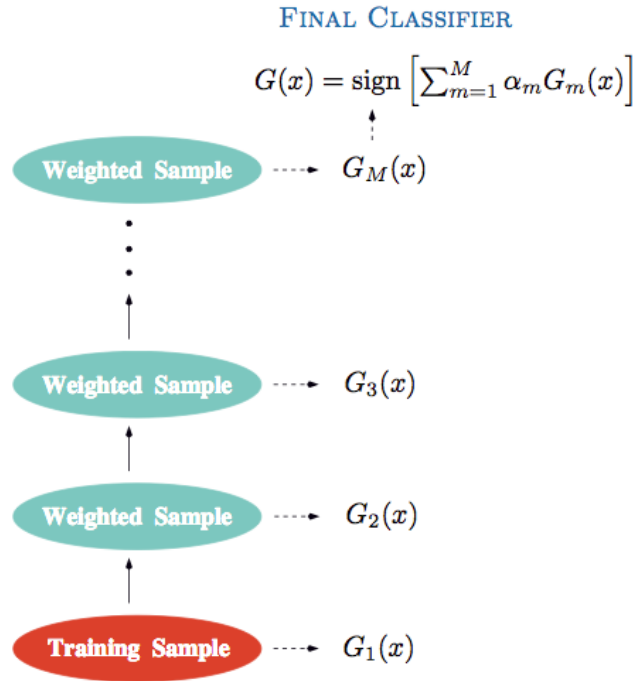 FINAL CLASSIFIER
G(x) = sign [∑_{m=1}^{M} α_m G_m(x)]
Weighted Sample G_M(x)
Weighted Sample G_3(x)
Weighted Sample G_2(x)
Training Sample G_1(x)